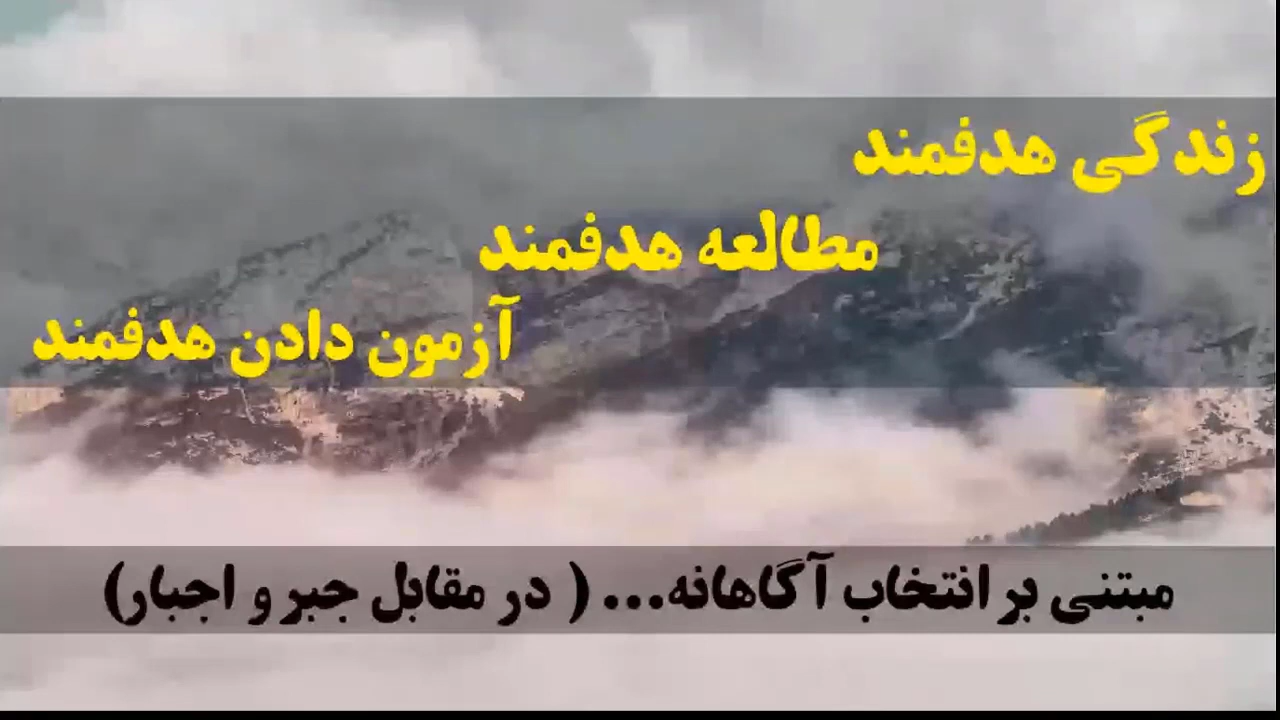 زندگی هدفمند
مطالعه هدفمند
آزمون دادن هدفمند
مبتنی بر انتخاب آگاهانه... ( در مقابل جبر و اجبار)